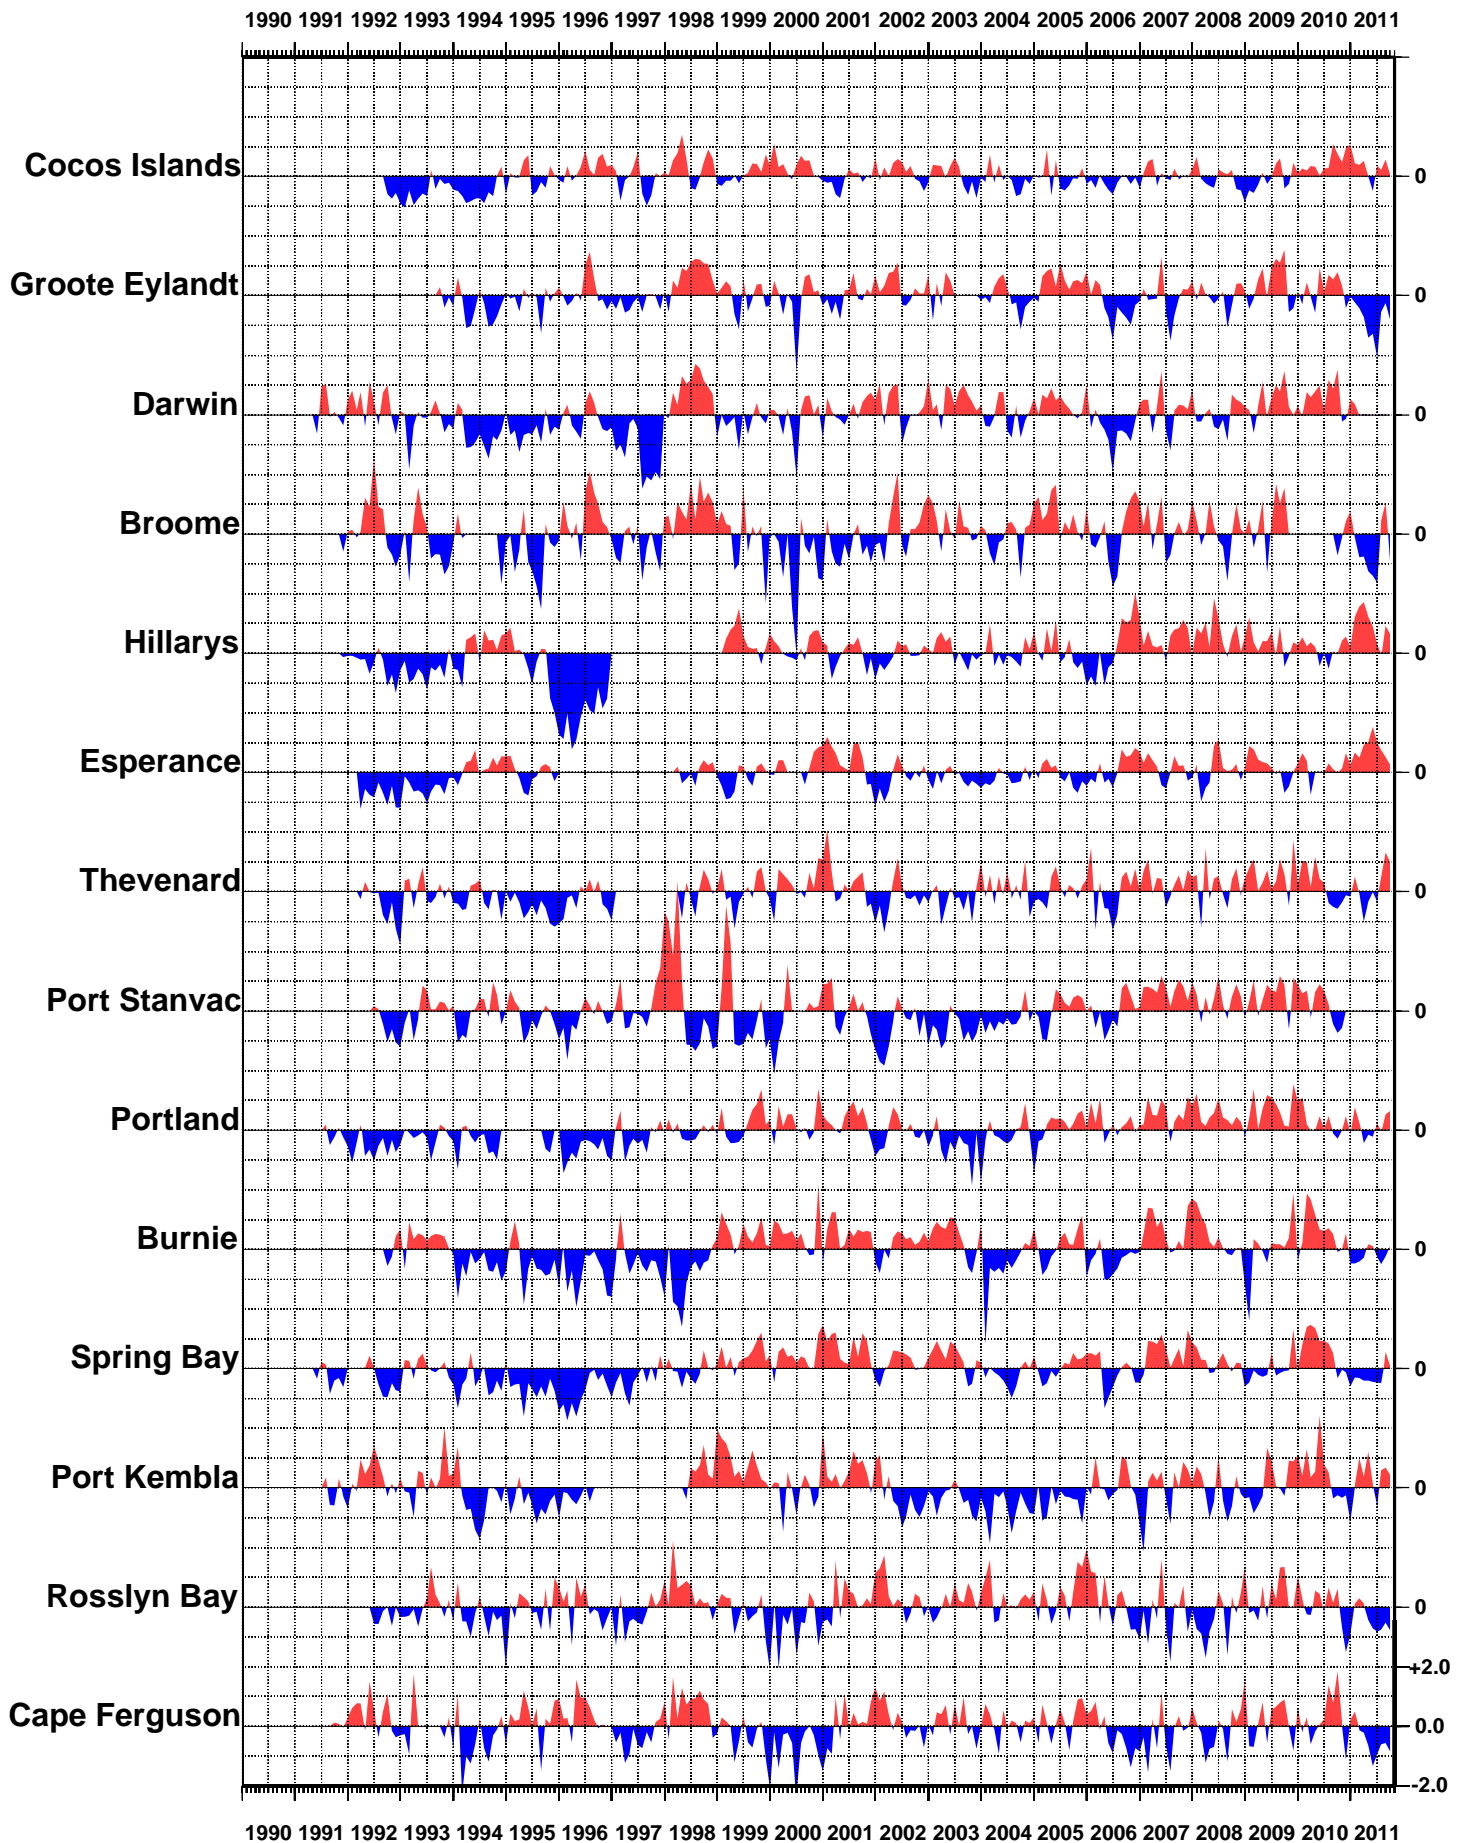 1990 1991 1992 1993 1994 1995 1996 1997 1998 1999 2000 2001 2002 2003 2004 2005 2006 2007 2008 2009 2010 2011
Cocos Islands 0
Groote Eylandt 0
Darwin 0
Broome 0
Hillarys 0
Esperance 0
Thevenard 0
Port Stanvac 0
Portland 0
Burnie 0
Spring Bay 0
Port Kembla 0
Rosslyn Bay 0
+2.0
Cape Ferguson 0.0
-2.0
1990 1991 1992 1993 1994 1995 1996 1997 1998 1999 2000 2001 2002 2003 2004 2005 2006 2007 2008 2009 2010 2011